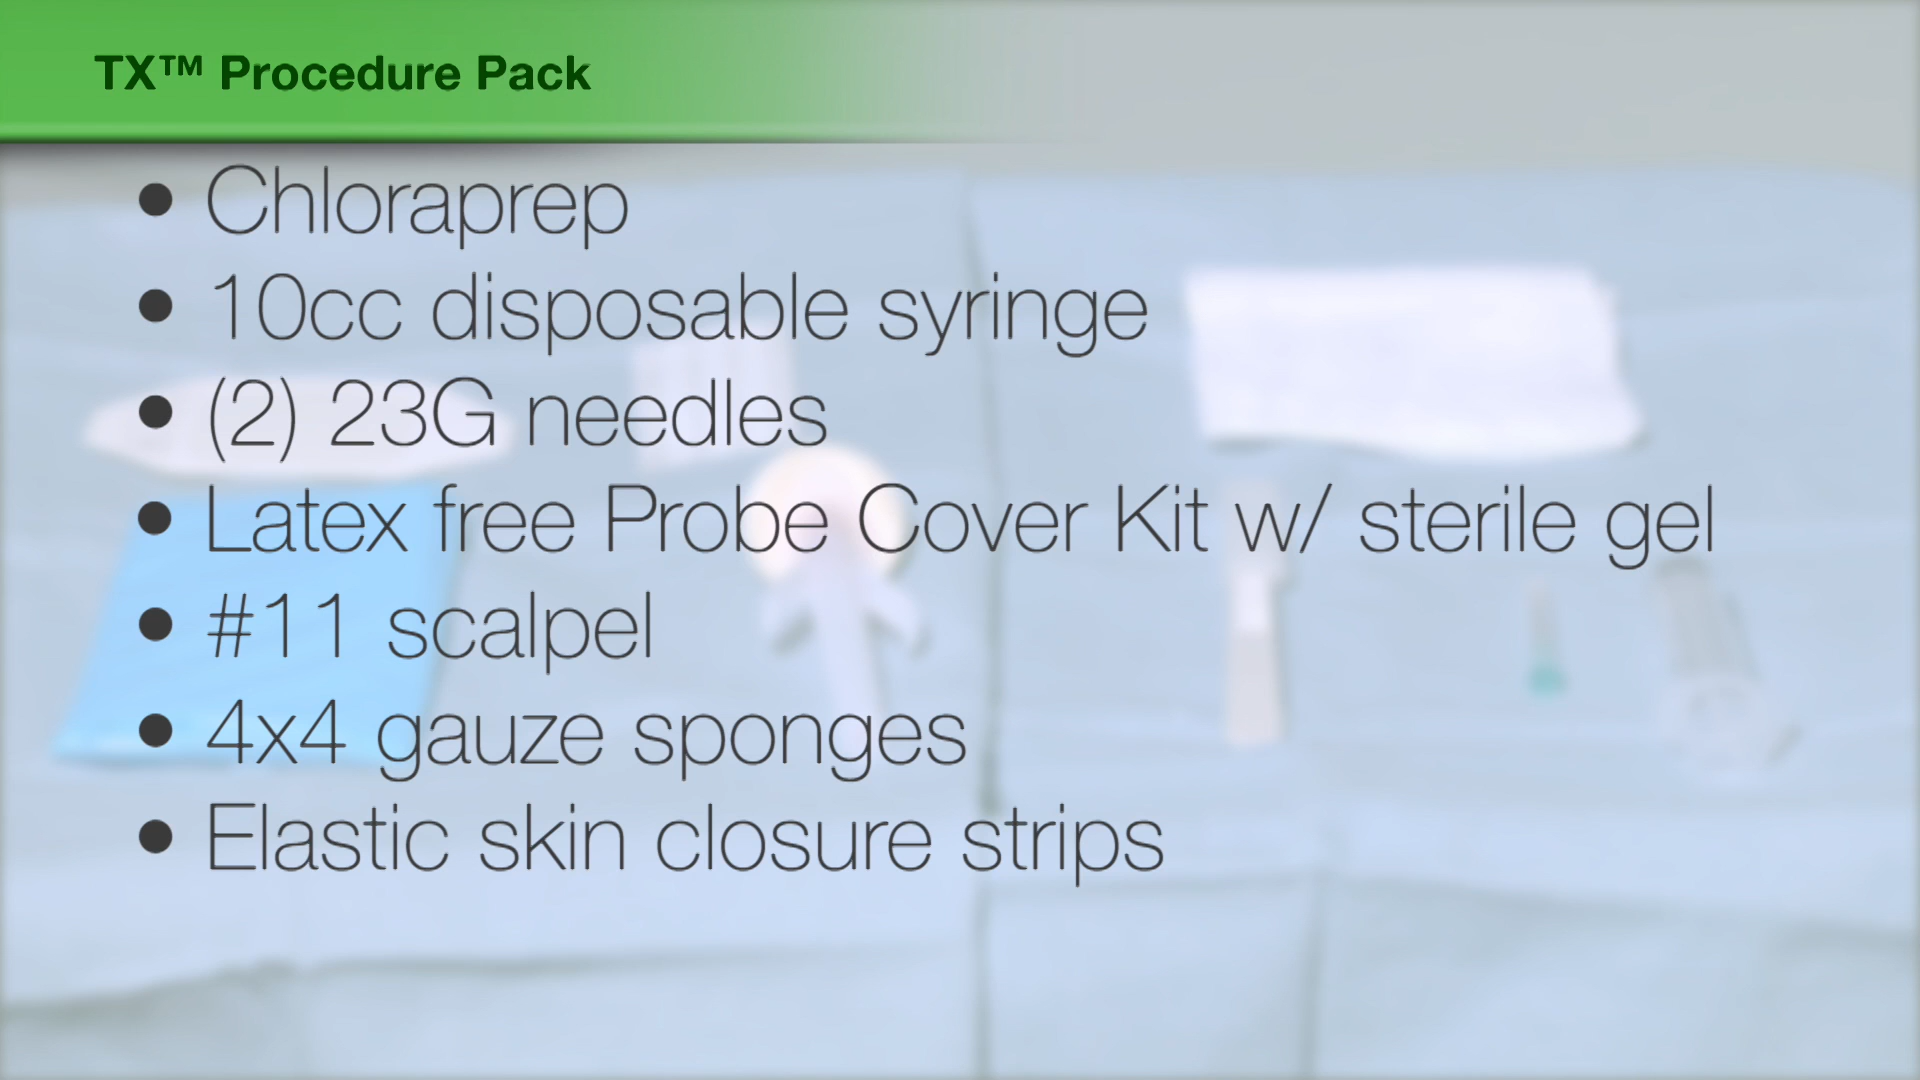 TX™ Procedure Pack
• Chloraprep
• 10cc disposable syringe
• (2) 23G needles
• Latex free Probe Cover Kit w/ sterile gel
• #11 scalpel
• 4x4 gauze sponges
• Elastic skin closure strips